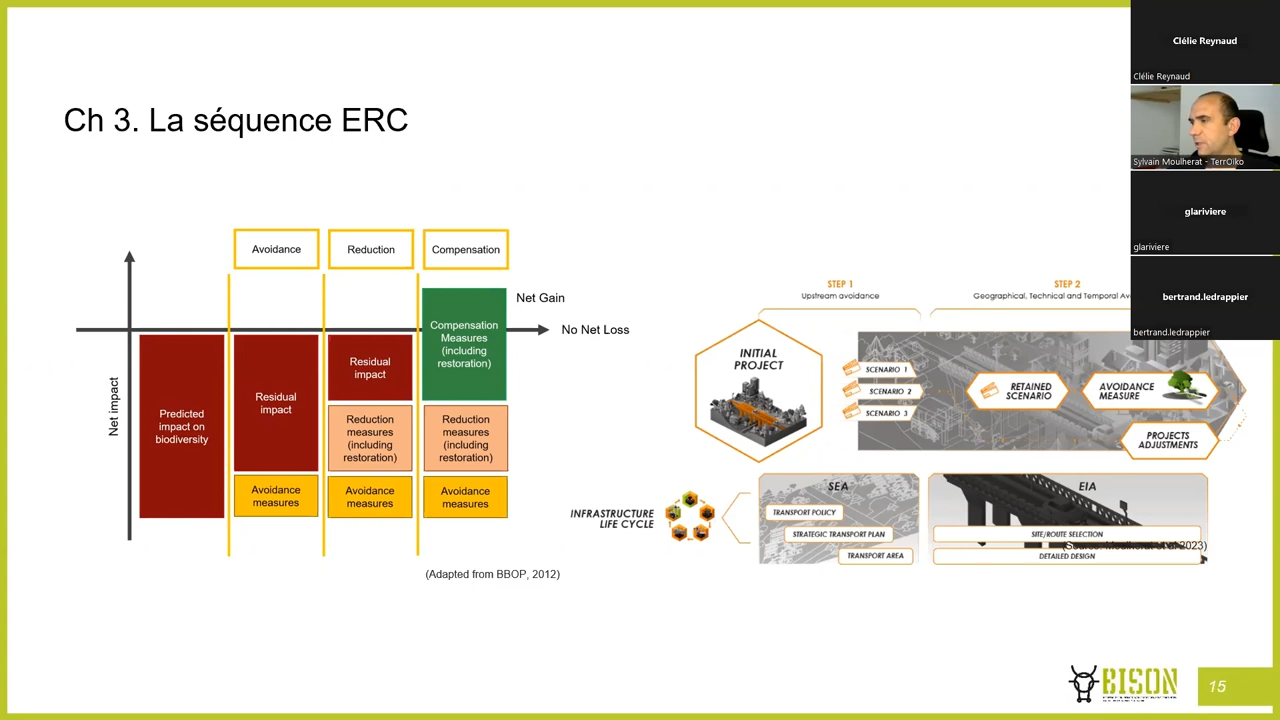 Clélie Reynaud
Clélie Reynaud
Sylvain Moulherat - TerrOïko
glariviere
glariviere
bertrand.ledrappier
bertrand.ledrappier
Ch 3. La séquence ERC
Avoidance
Reduction
Compensation
Net Gain
No Net Loss
Net impact
Predicted
impact on
biodiversity
Residual
impact
Avoidance
measures
Residual
impact
Reduction
measures
(including
restoration)
Avoidance
measures
Compensation
Measures
(including
restoration)
Reduction
measures
(including
restoration)
Avoidance
measures
(Adapted from BBOP, 2012)
STEP 1
Upstream avoidance
STEP 2
Geographical, Technical and Temporal
INITIAL
PROJECT
SCENARIO 1
SCENARIO 2
SCENARIO 3
RETAINED
SCENARIO
AVOIDANCE
MEASURE
PROJECTS
ADJUSTMENTS
INFRASTRUCTURE
LIFE CYCLE
SEA
TRANSPORT POLICY
STRATEGIC TRANSPORT PLAN
TRANSPORT AREA
EIA
SITE/ROUTE SELECTION
(Source: Moulherat et al 2023)
DETAILED DESIGN
BISON
15